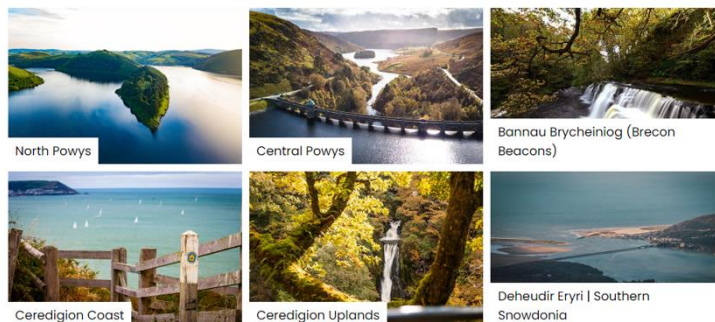 North Powys
Central Powys
Bannau Brycheiniog (Brecon
Beacons)
Ceredigion Coast
Ceredigion Uplands
Deheudir Eryri | Southern
Snowdonia